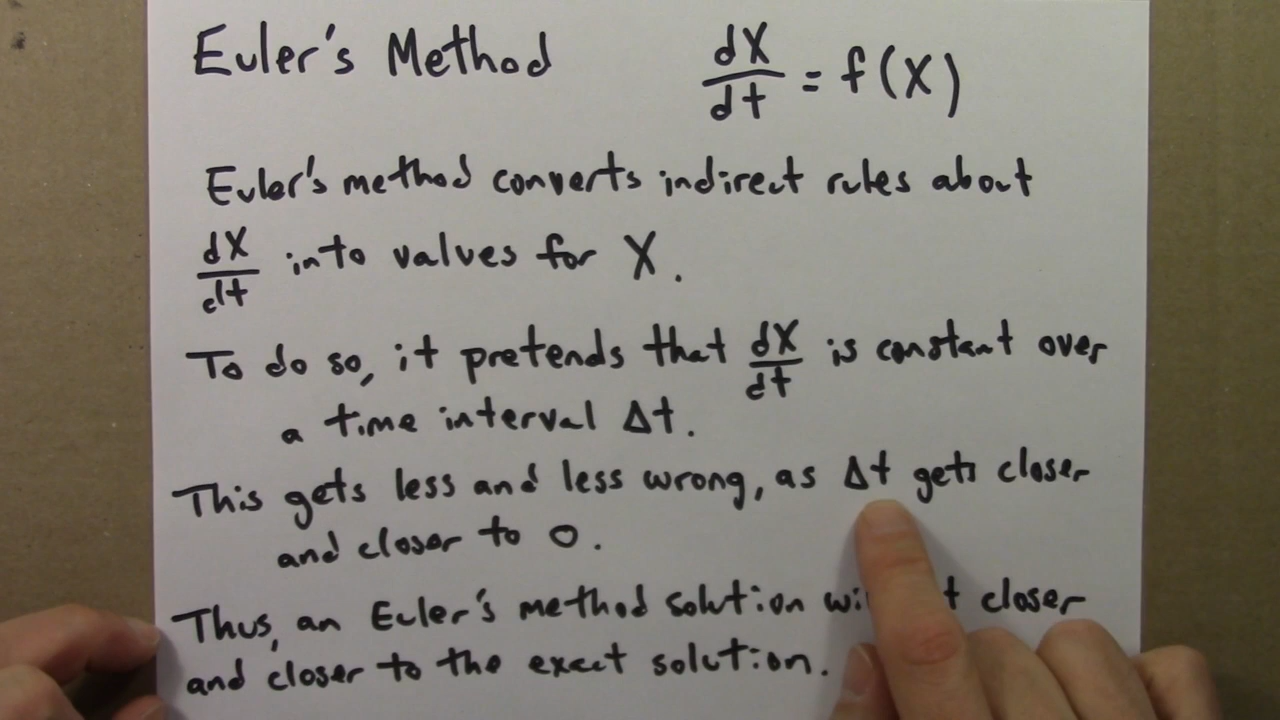 Euler's Method dX/dt = f(X)
Euler's method converts indirect rules about
dX/dt into values for X.
To do so, it pretends that dX/dt is constant over
a time interval Δt.
This gets less and less wrong, as Δt gets closer
and closer to 0.
Thus, an Euler's method solution closer
and closer to the exact solution.